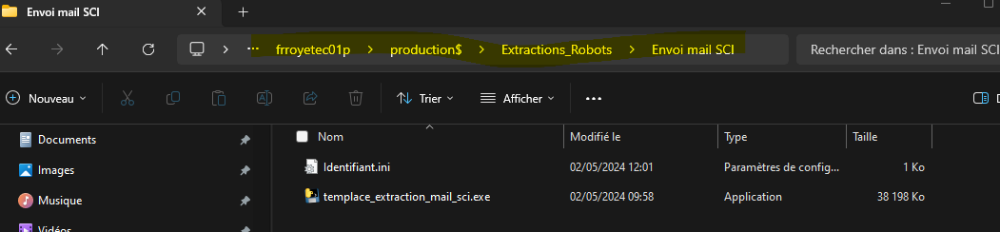 Envoi mail SCI
frroyetec01p production$ Extractions_Robots Envoi mail SCI Rechercher dans : Envoi mail SCI
Nouveau Trier Afficher
Nom Modifié le Type Taille
Documents
Identifiant.ini 02/05/2024 12:01 Paramètres de config... 1 Ko
Images
templace_extraction_mail_sci.exe 02/05/2024 09:58 Application 38 198 Ko
Musique
Vidéos